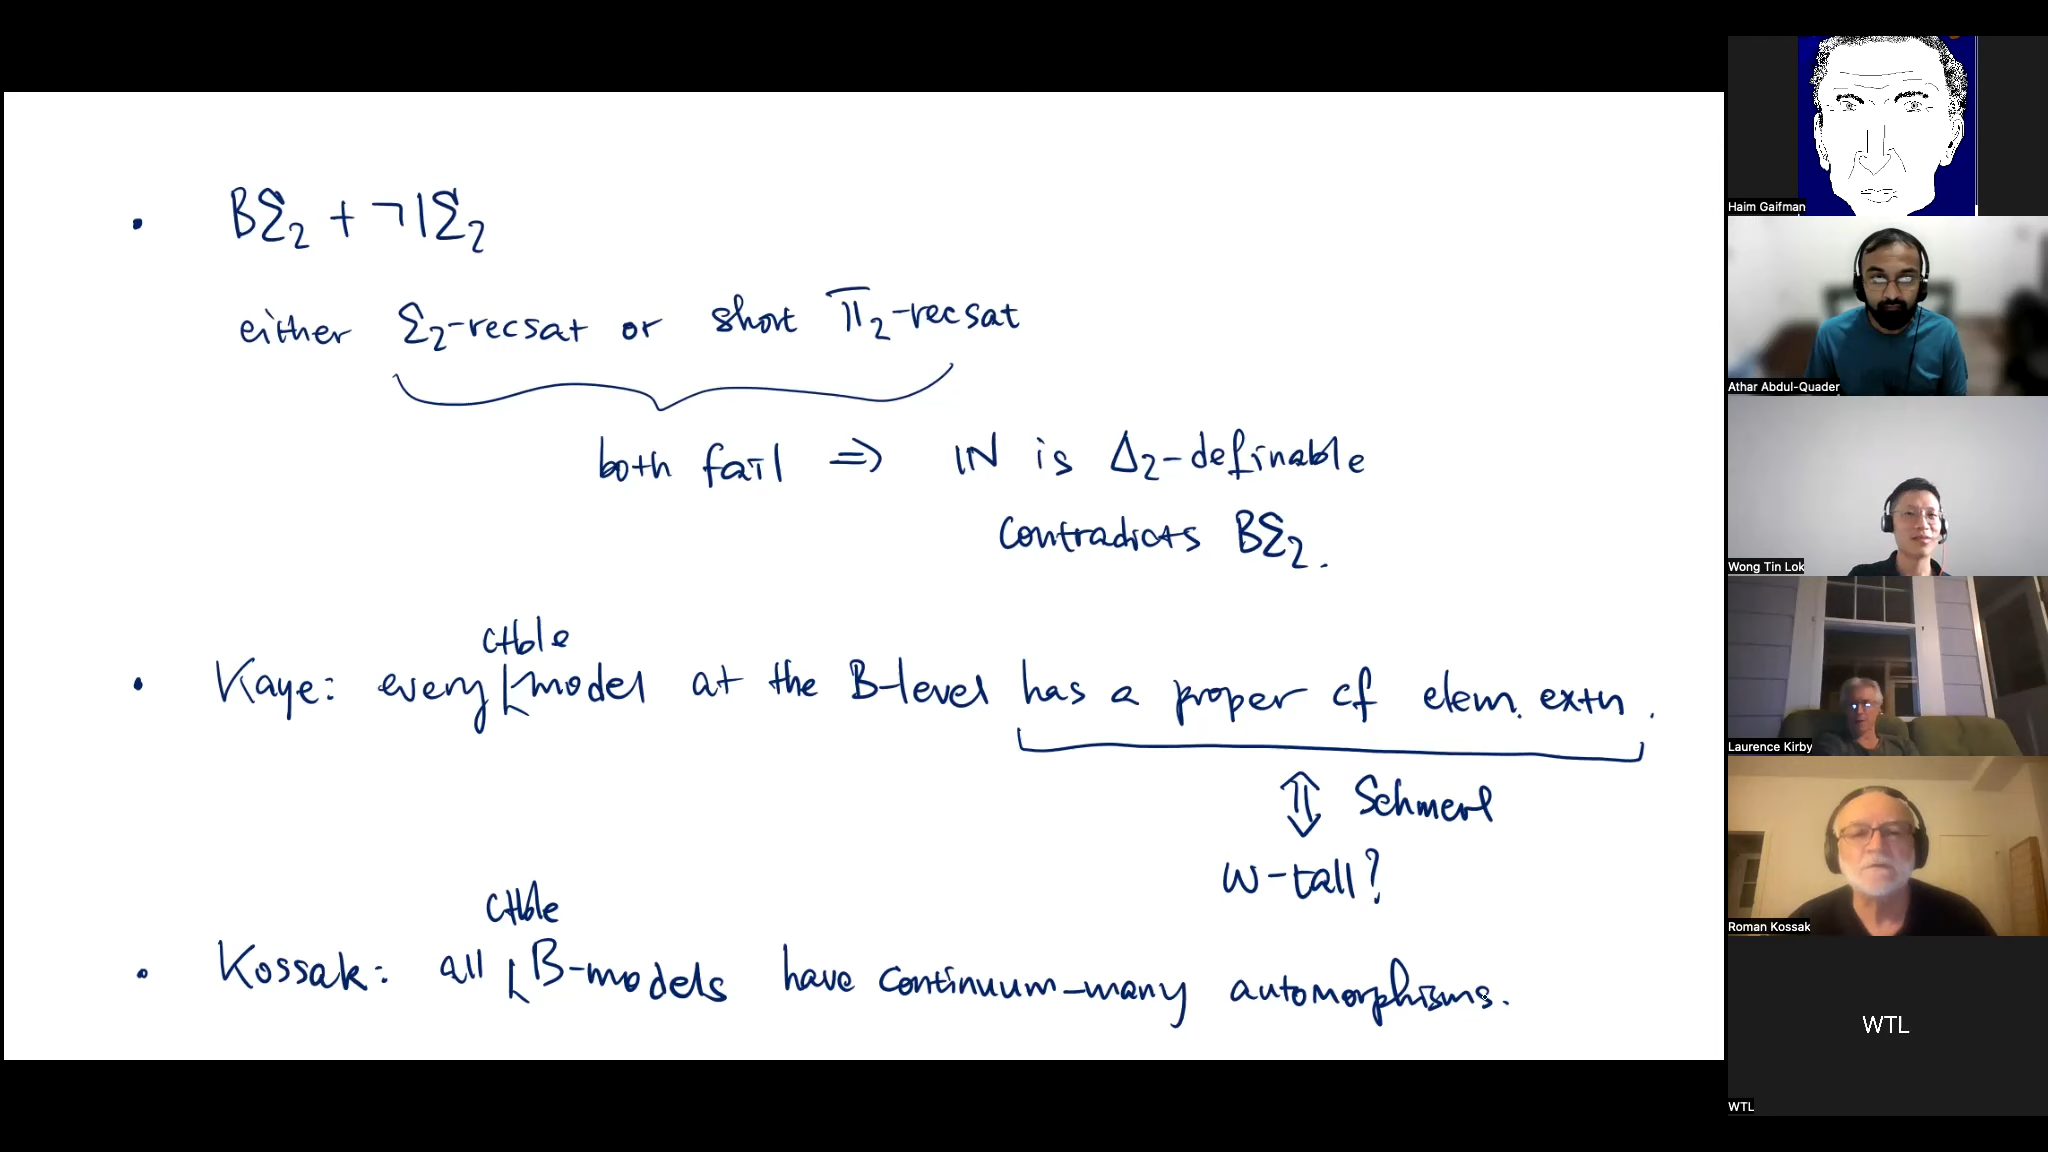 • BΣ₂ + ¬IΣ₂
either Σ₂-recsat or short Π₂-recsat
both fail ⇒ IN is Δ₂-definable
Contradicts BΣ₂.
ctble
• Kaye: every model at the B-level has a proper cf elem. extn.
⇕ Schmerl
ω-tall?
ctble
• Kossak: all B-models have continuum-many automorphisms.
Haim Gaifman
Athar Abdul-Quader
Wong Tin Lok
Laurence Kirby
Roman Kossak
WTL
WTL